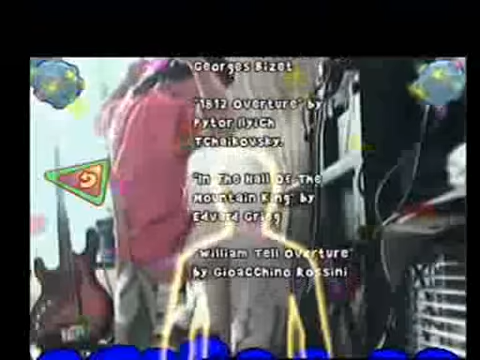 Georges Bizet
"1812 Overture" by
Pytor Ilyich
Tchaikovsky.
"In The Hall Of The
Mountain King" by
Edvard Grieg
"William Tell Overture"
by Gioacchino Rossini